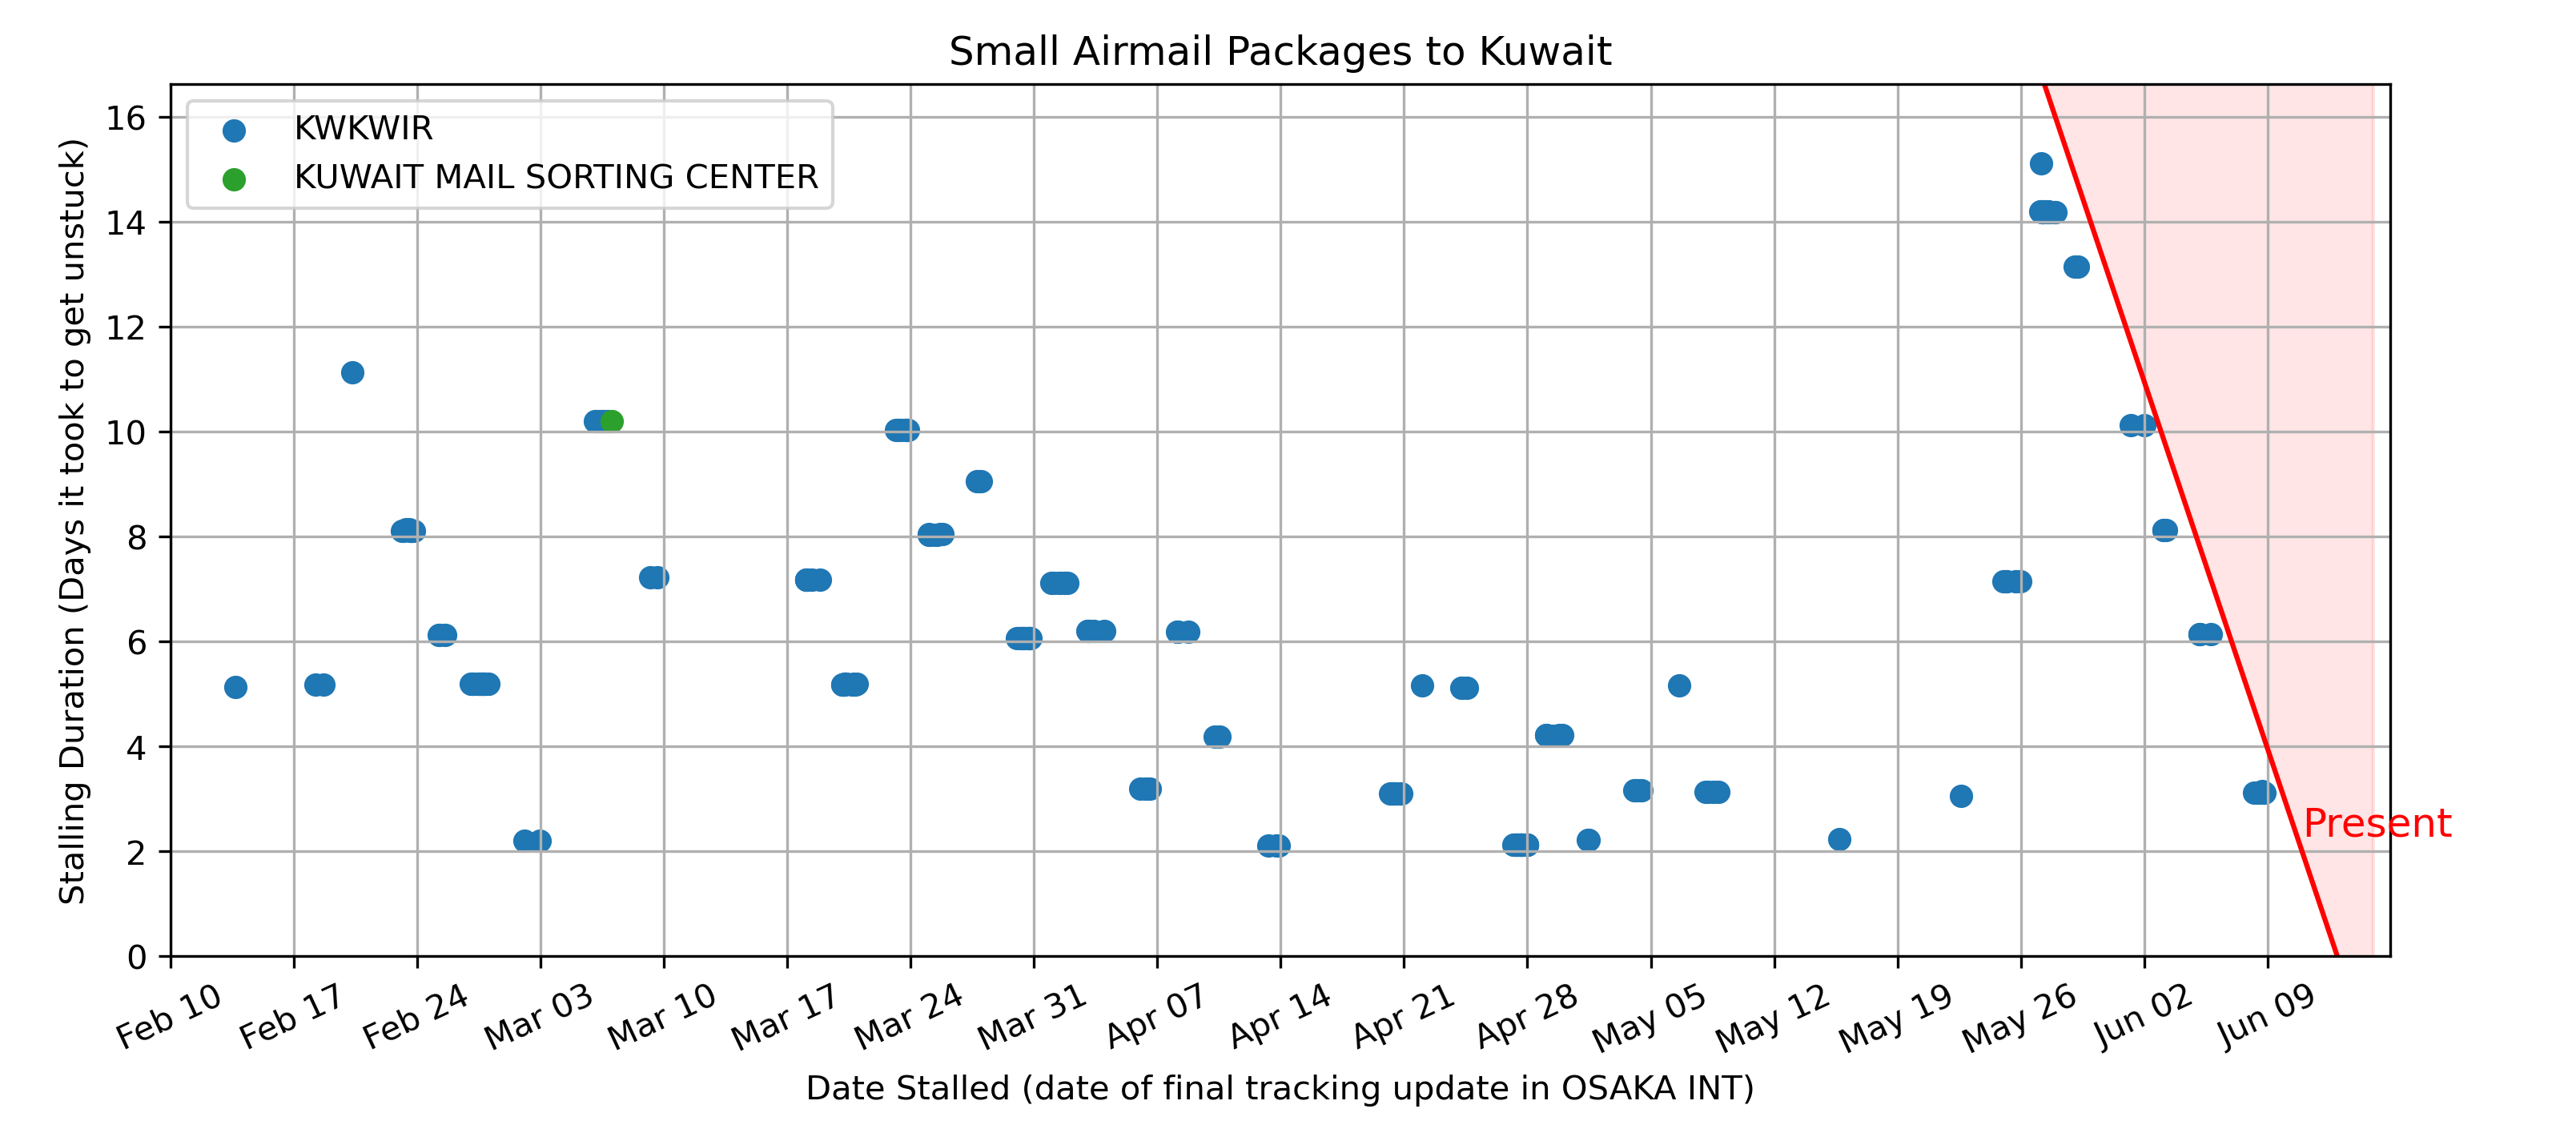 Small Airmail Packages to Kuwait
KWKWIR
KUWAIT MAIL SORTING CENTER
Stalling Duration (Days it took to get unstuck)
16
14
12
10
8
6
4
2
0
Present
Feb 10
Feb 17
Feb 24
Mar 03
Mar 10
Mar 17
Mar 24
Mar 31
Apr 07
Apr 14
Apr 21
Apr 28
May 05
May 12
May 19
May 26
Jun 02
Jun 09
Date Stalled (date of final tracking update in OSAKA INT)